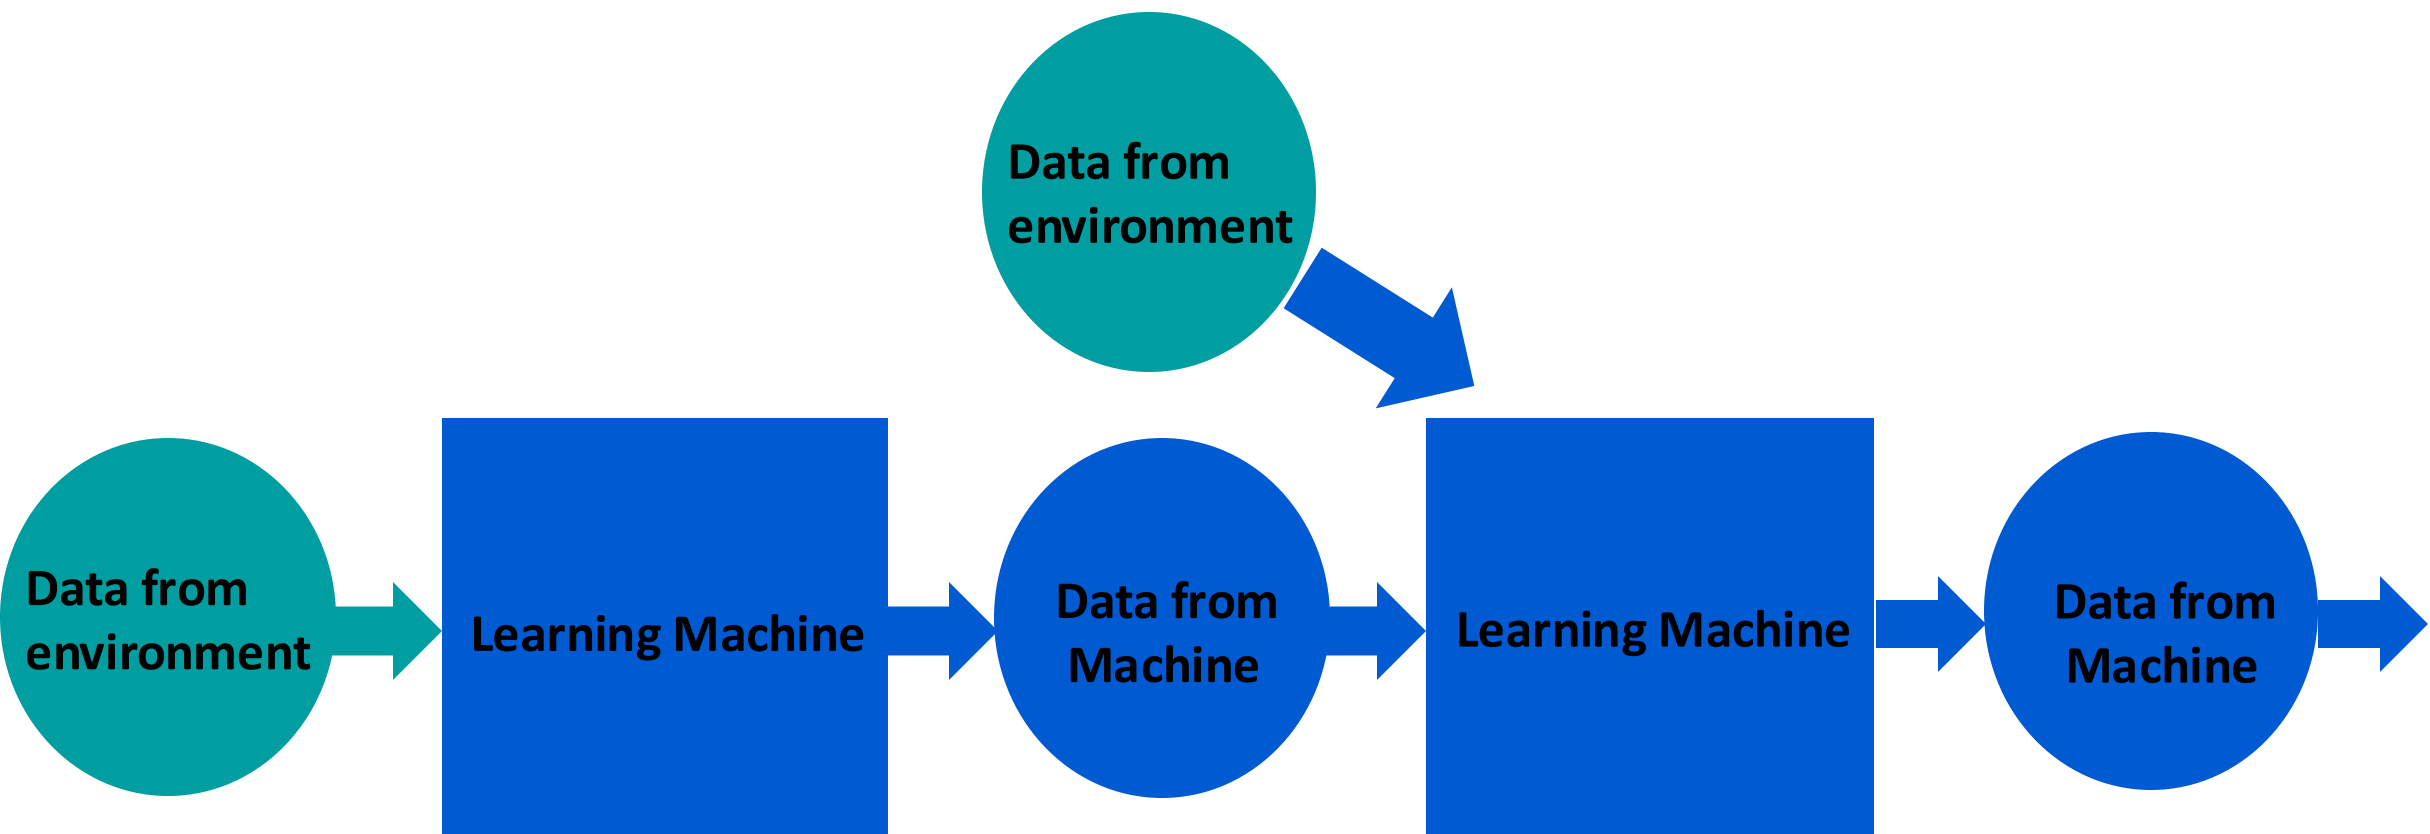 Data from
environment
Data from
environment
Learning Machine
Data from
Machine
Learning Machine
Data from
Machine